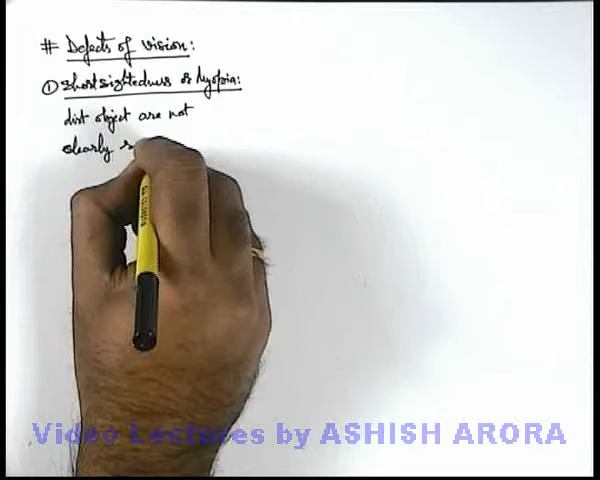 # Defects of Vision:
① Shortsightedness or Myopia:
dist object are not
clearly s
Video Lectures by ASHISH ARORA